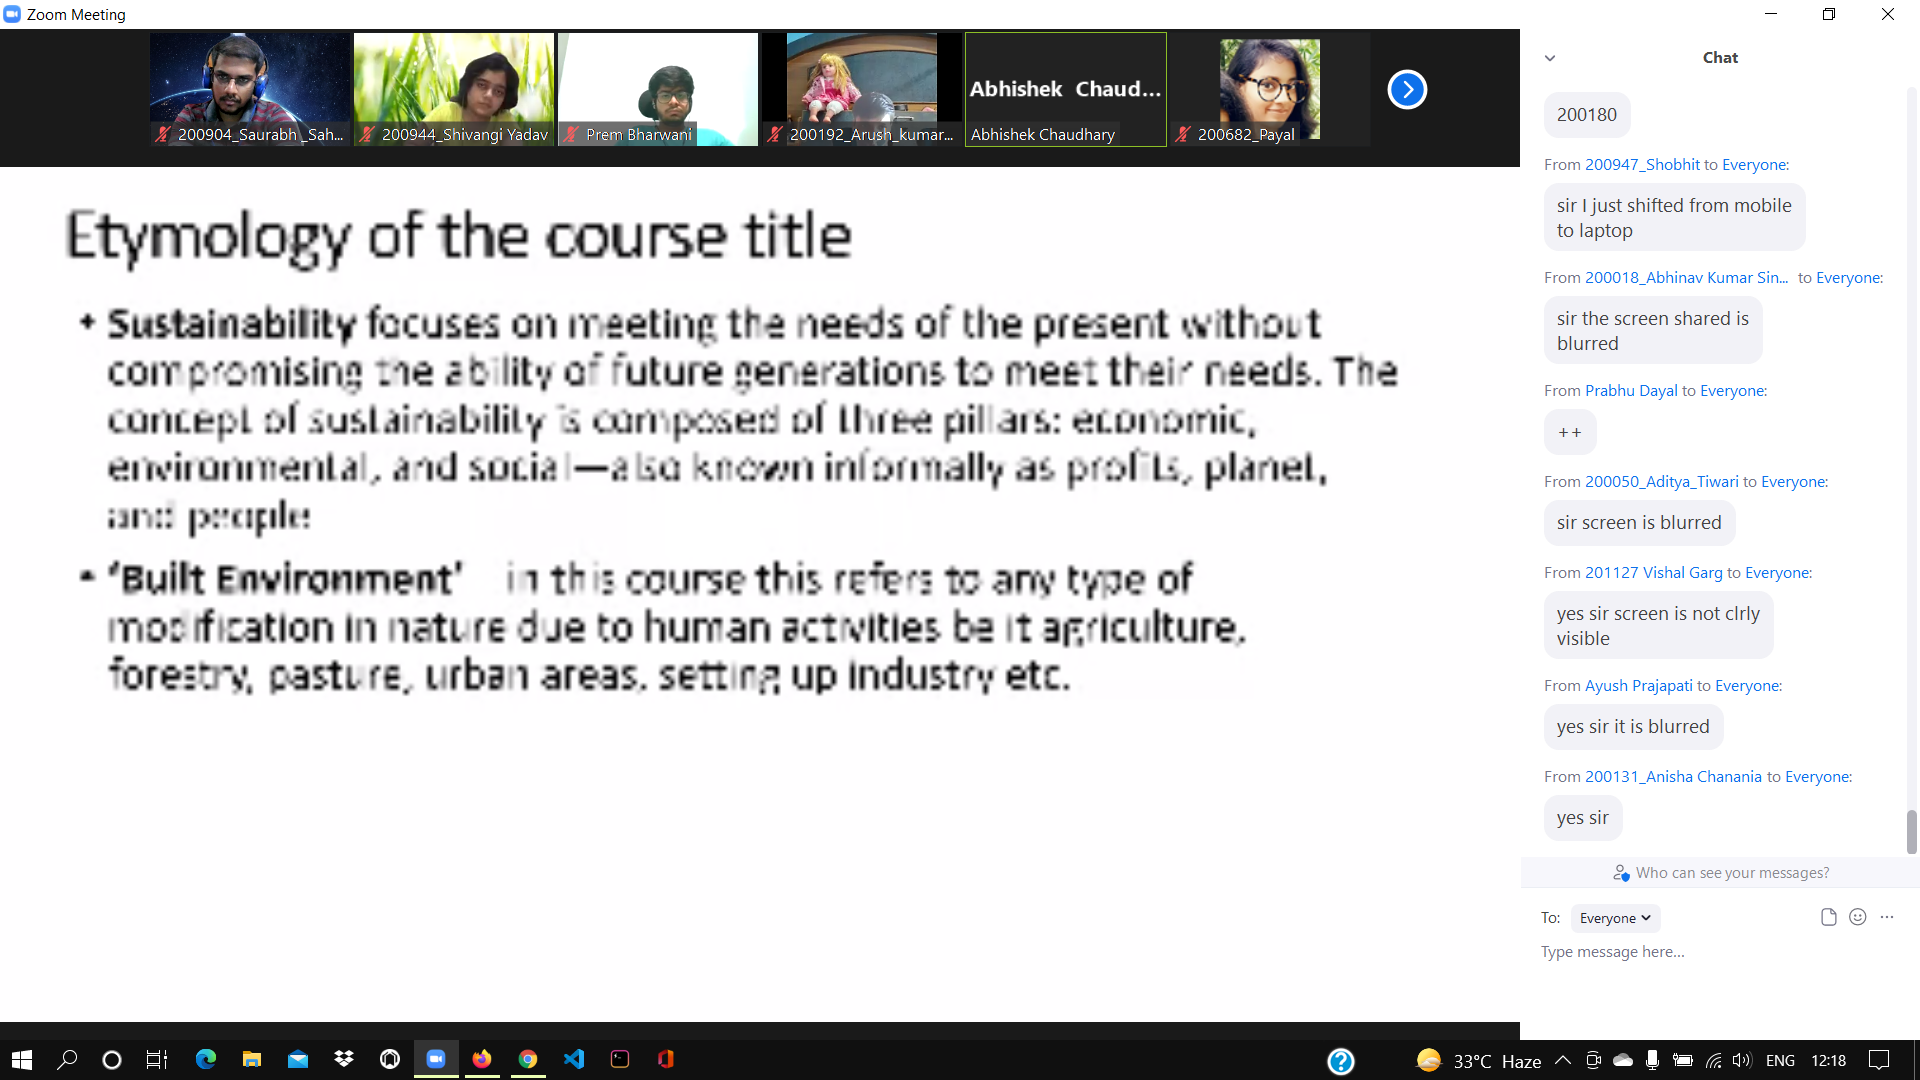 Zoom Meeting
200904_Saurabh _Sah...
200944_Shivangi Yadav
Prem Bharwani
200192_Arush_kumar...
Abhishek Chaud...
Abhishek Chaudhary
200682_Payal
Etymology of the course title
• Sustainability focuses on meeting the needs of the present without
compromising the ability of future generations to meet their needs. The
concept of sustainability is composed of three pillars: economic,
environmental, and social—also known informally as profits, planet,
and people
• 'Built Environment' in this course this refers to any type of
modification in nature due to human activities be it agriculture,
forestry, pasture, urban areas, setting up industry etc.
Chat
200180
From 200947_Shobhit to Everyone:
sir I just shifted from mobile
to laptop
From 200018_Abhinav Kumar Sin... to Everyone:
sir the screen shared is
blurred
From Prabhu Dayal to Everyone:
++
From 200050_Aditya_Tiwari to Everyone:
sir screen is blurred
From 201127 Vishal Garg to Everyone:
yes sir screen is not clrly
visible
From Ayush Prajapati to Everyone:
yes sir it is blurred
From 200131_Anisha Chanania to Everyone:
yes sir
Who can see your messages?
To: Everyone
Type message here...
33°C Haze
ENG
12:18